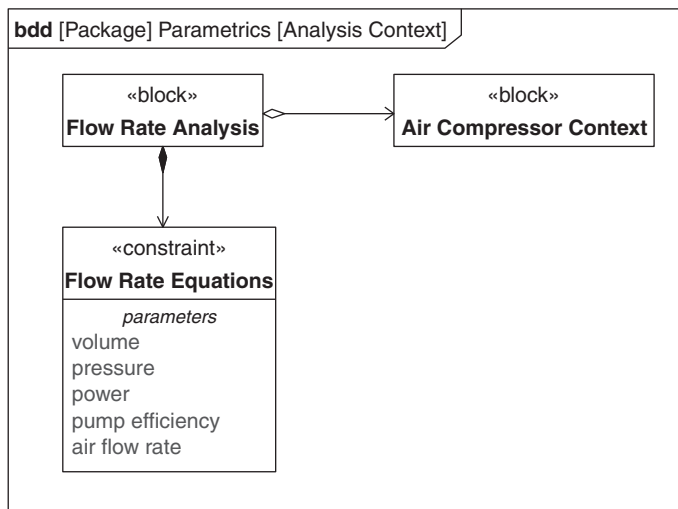 bdd [Package] Parametrics [Analysis Context]
«block»
Flow Rate Analysis
«block»
Air Compressor Context
«constraint»
Flow Rate Equations
parameters
volume
pressure
power
pump efficiency
air flow rate